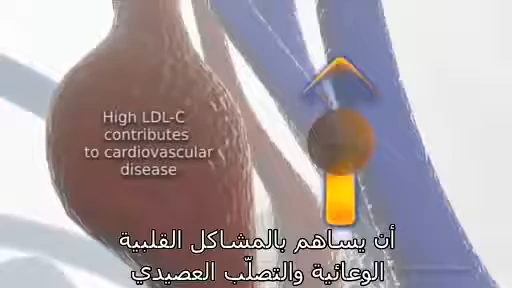 High LDL-C
contributes
to cardiovascular
disease
أن يساهم بالمشاكل القلبية
الوعائية والتصلّب العصيدي